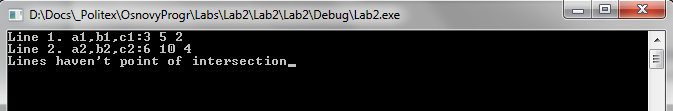 D:\Docs\_Politex\OsnovyProgr\Labs\Lab2\Lab2\Lab2\Debug\Lab2.exe
Line 1. a1,b1,c1:3 5 2
Line 2. a2,b2,c2:6 10 4
Lines haven't point of intersection_